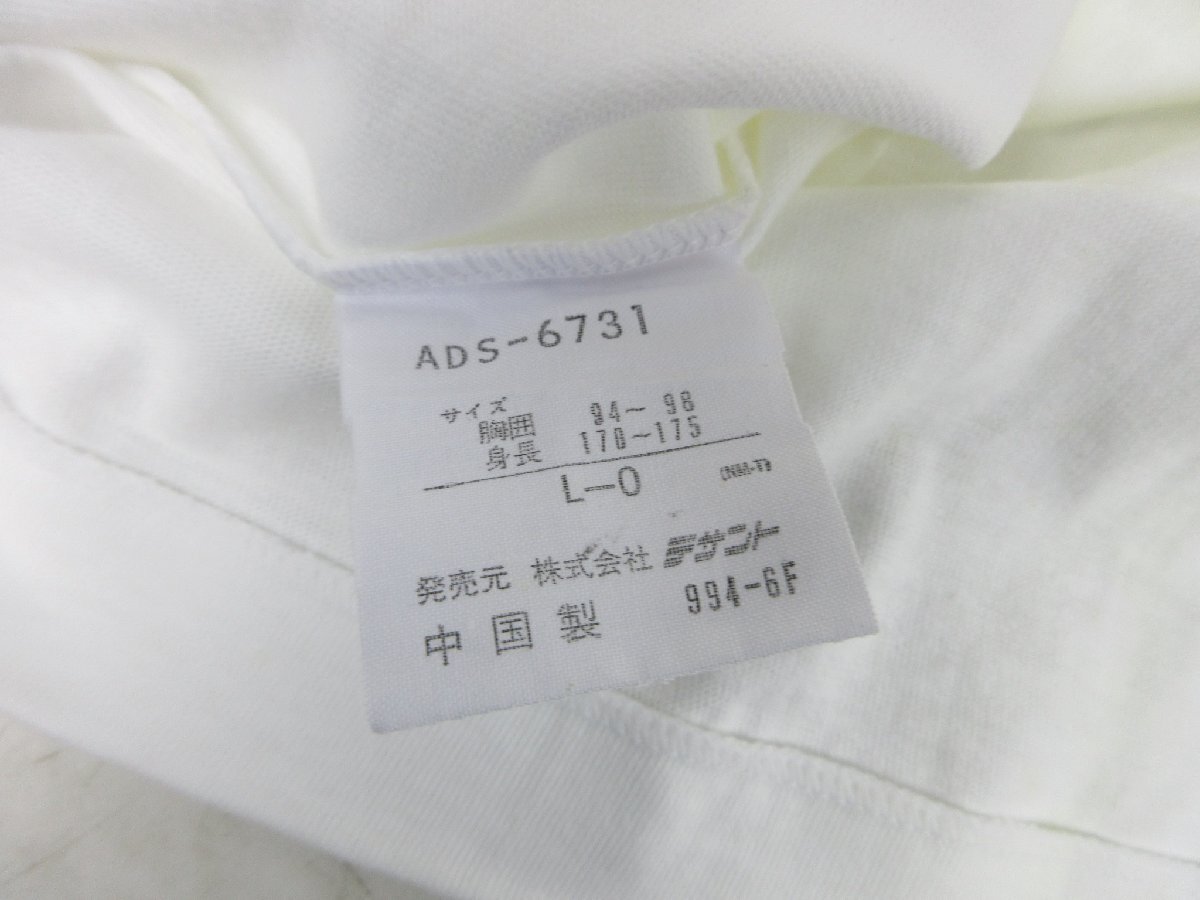 ADS-6731
サイズ
胸囲 94～98
身長 170～175
L-O (NM-T)
発売元 株式会社 デサント
中国製 994-6F